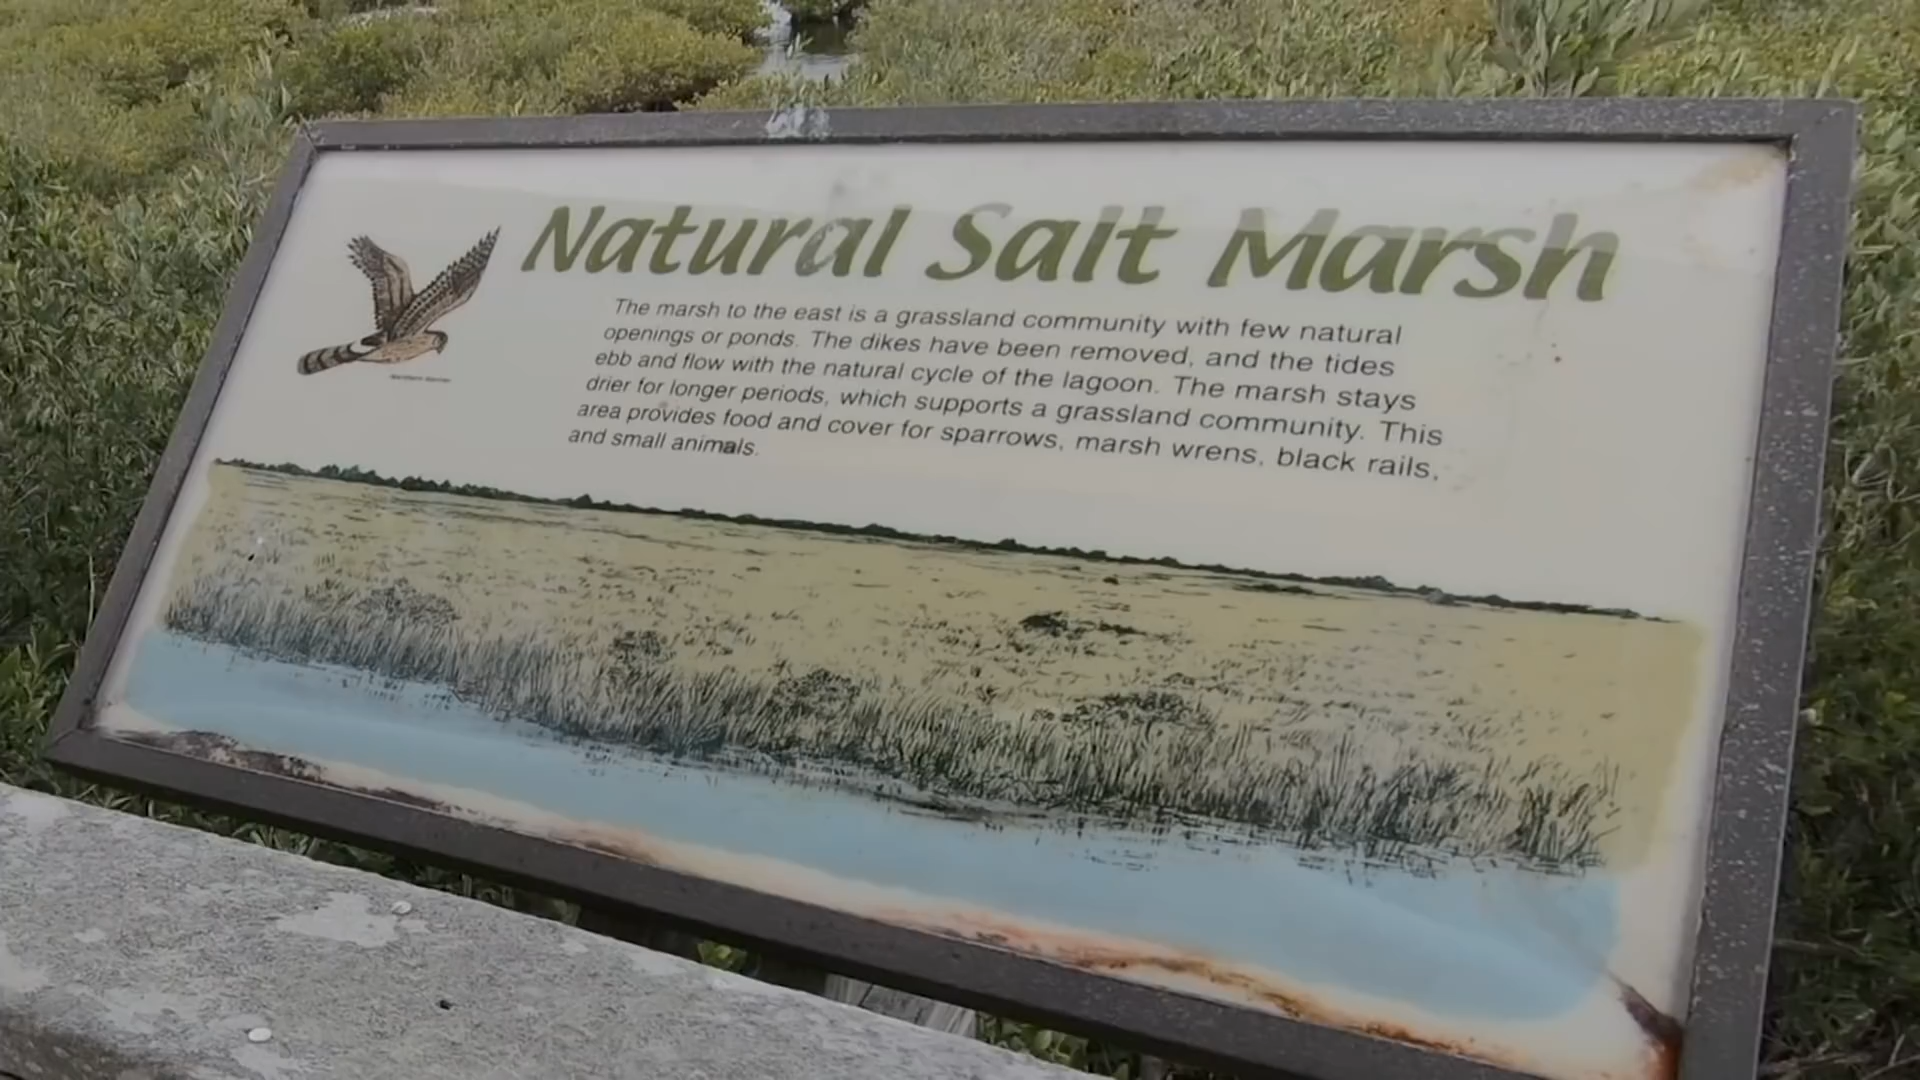 Natural Salt Marsh
The marsh to the east is a grassland community with few natural
openings or ponds. The dikes have been removed, and the tides
ebb and flow with the natural cycle of the lagoon. The marsh stays
drier for longer periods, which supports a grassland community. This
area provides food and cover for sparrows, marsh wrens, black rails,
and small animals.
Northern Harrier